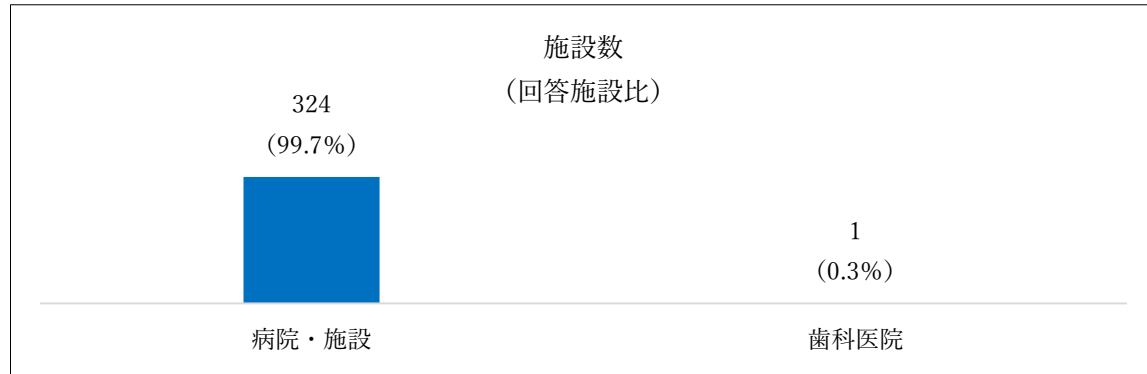 施設数
（回答施設比）
324
（99.7％）
1
（0.3％）
病院・施設
歯科医院